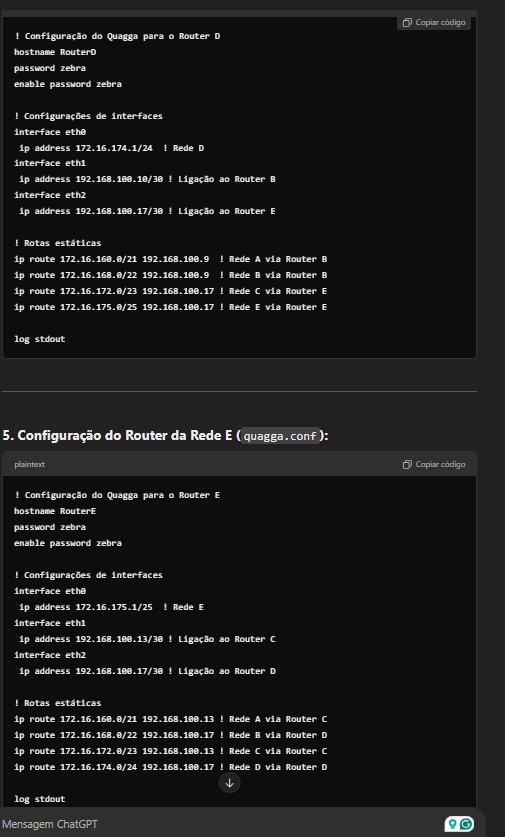 Copiar código
! Configuração do Quagga para o Router D
hostname RouterD
password zebra
enable password zebra
! Configurações de interfaces
interface eth0
ip address 172.16.174.1/24 ! Rede D
interface eth1
ip address 192.168.100.10/30 ! Ligação ao Router B
interface eth2
ip address 192.168.100.17/30 ! Ligação ao Router E
! Rotas estáticas
ip route 172.16.160.0/21 192.168.100.9 ! Rede A via Router B
ip route 172.16.168.0/22 192.168.100.9 ! Rede B via Router B
ip route 172.16.172.0/23 192.168.100.17 ! Rede C via Router E
ip route 172.16.175.0/25 192.168.100.17 ! Rede E via Router E
log stdout
5. Configuração do Router da Rede E (quagga.conf):
plaintext
Copiar código
! Configuração do Quagga para o Router E
hostname RouterE
password zebra
enable password zebra
! Configurações de interfaces
interface eth0
ip address 172.16.175.1/25 ! Rede E
interface eth1
ip address 192.168.100.13/30 ! Ligação ao Router C
interface eth2
ip address 192.168.100.17/30 ! Ligação ao Router D
! Rotas estáticas
ip route 172.16.160.0/21 192.168.100.13 ! Rede A via Router C
ip route 172.16.168.0/22 192.168.100.17 ! Rede B via Router D
ip route 172.16.172.0/23 192.168.100.13 ! Rede C via Router C
ip route 172.16.174.0/24 192.168.100.17 ! Rede D via Router D
log stdout
Mensagem ChatGPT